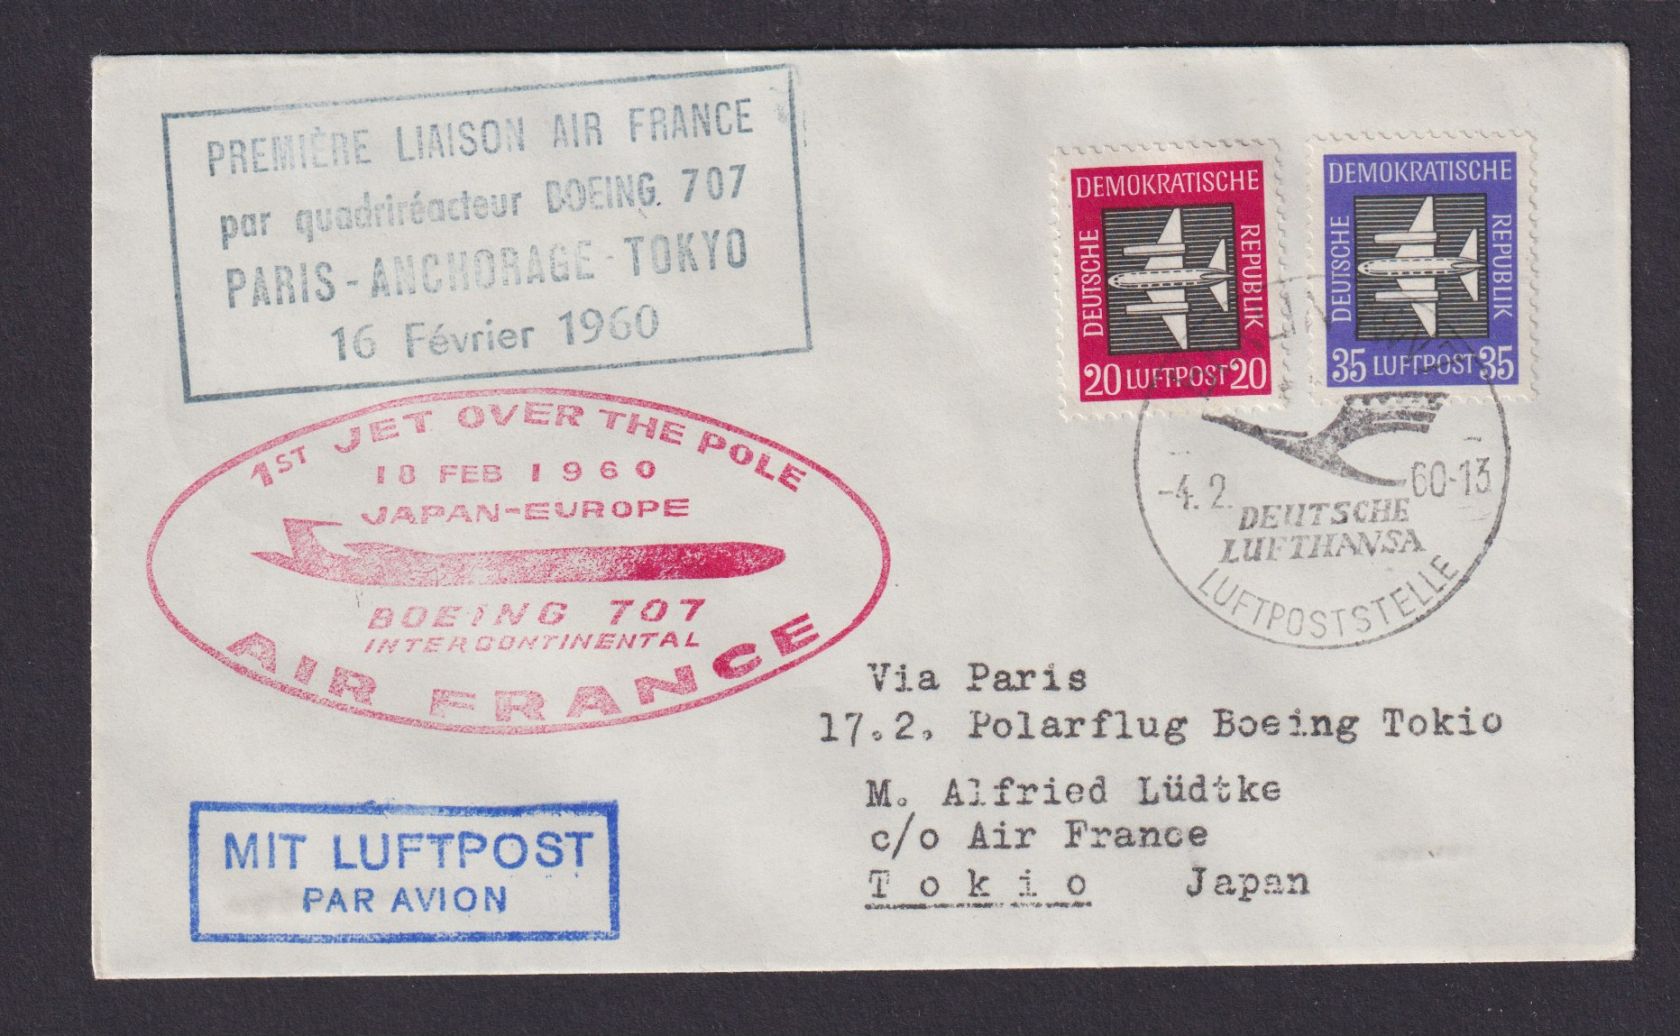 PREMIÈRE LIAISON AIR FRANCE
par quadriréacteur BOEING 707
PARIS-ANCHORAGE-TOKYO
16 Février 1960
DEMOKRATISCHE
DEUTSCHE
REPUBLIK
20 LUFTPOST 20
DEMOKRATISCHE
DEUTSCHE
REPUBLIK
35 LUFTPOST 35
-4.2. 60-13
DEUTSCHE
LUFTHANSA
LUFTPOSTSTELLE
1ST JET OVER THE POLE
18 FEB 1960
JAPAN-EUROPE
BOEING 707
INTERCONTINENTAL
AIR FRANCE
Via Paris
17.2. Polarflug Boeing Tokio
M. Alfried Lüdtke
c/o Air France
Tokio Japan
MIT LUFTPOST
PAR AVION